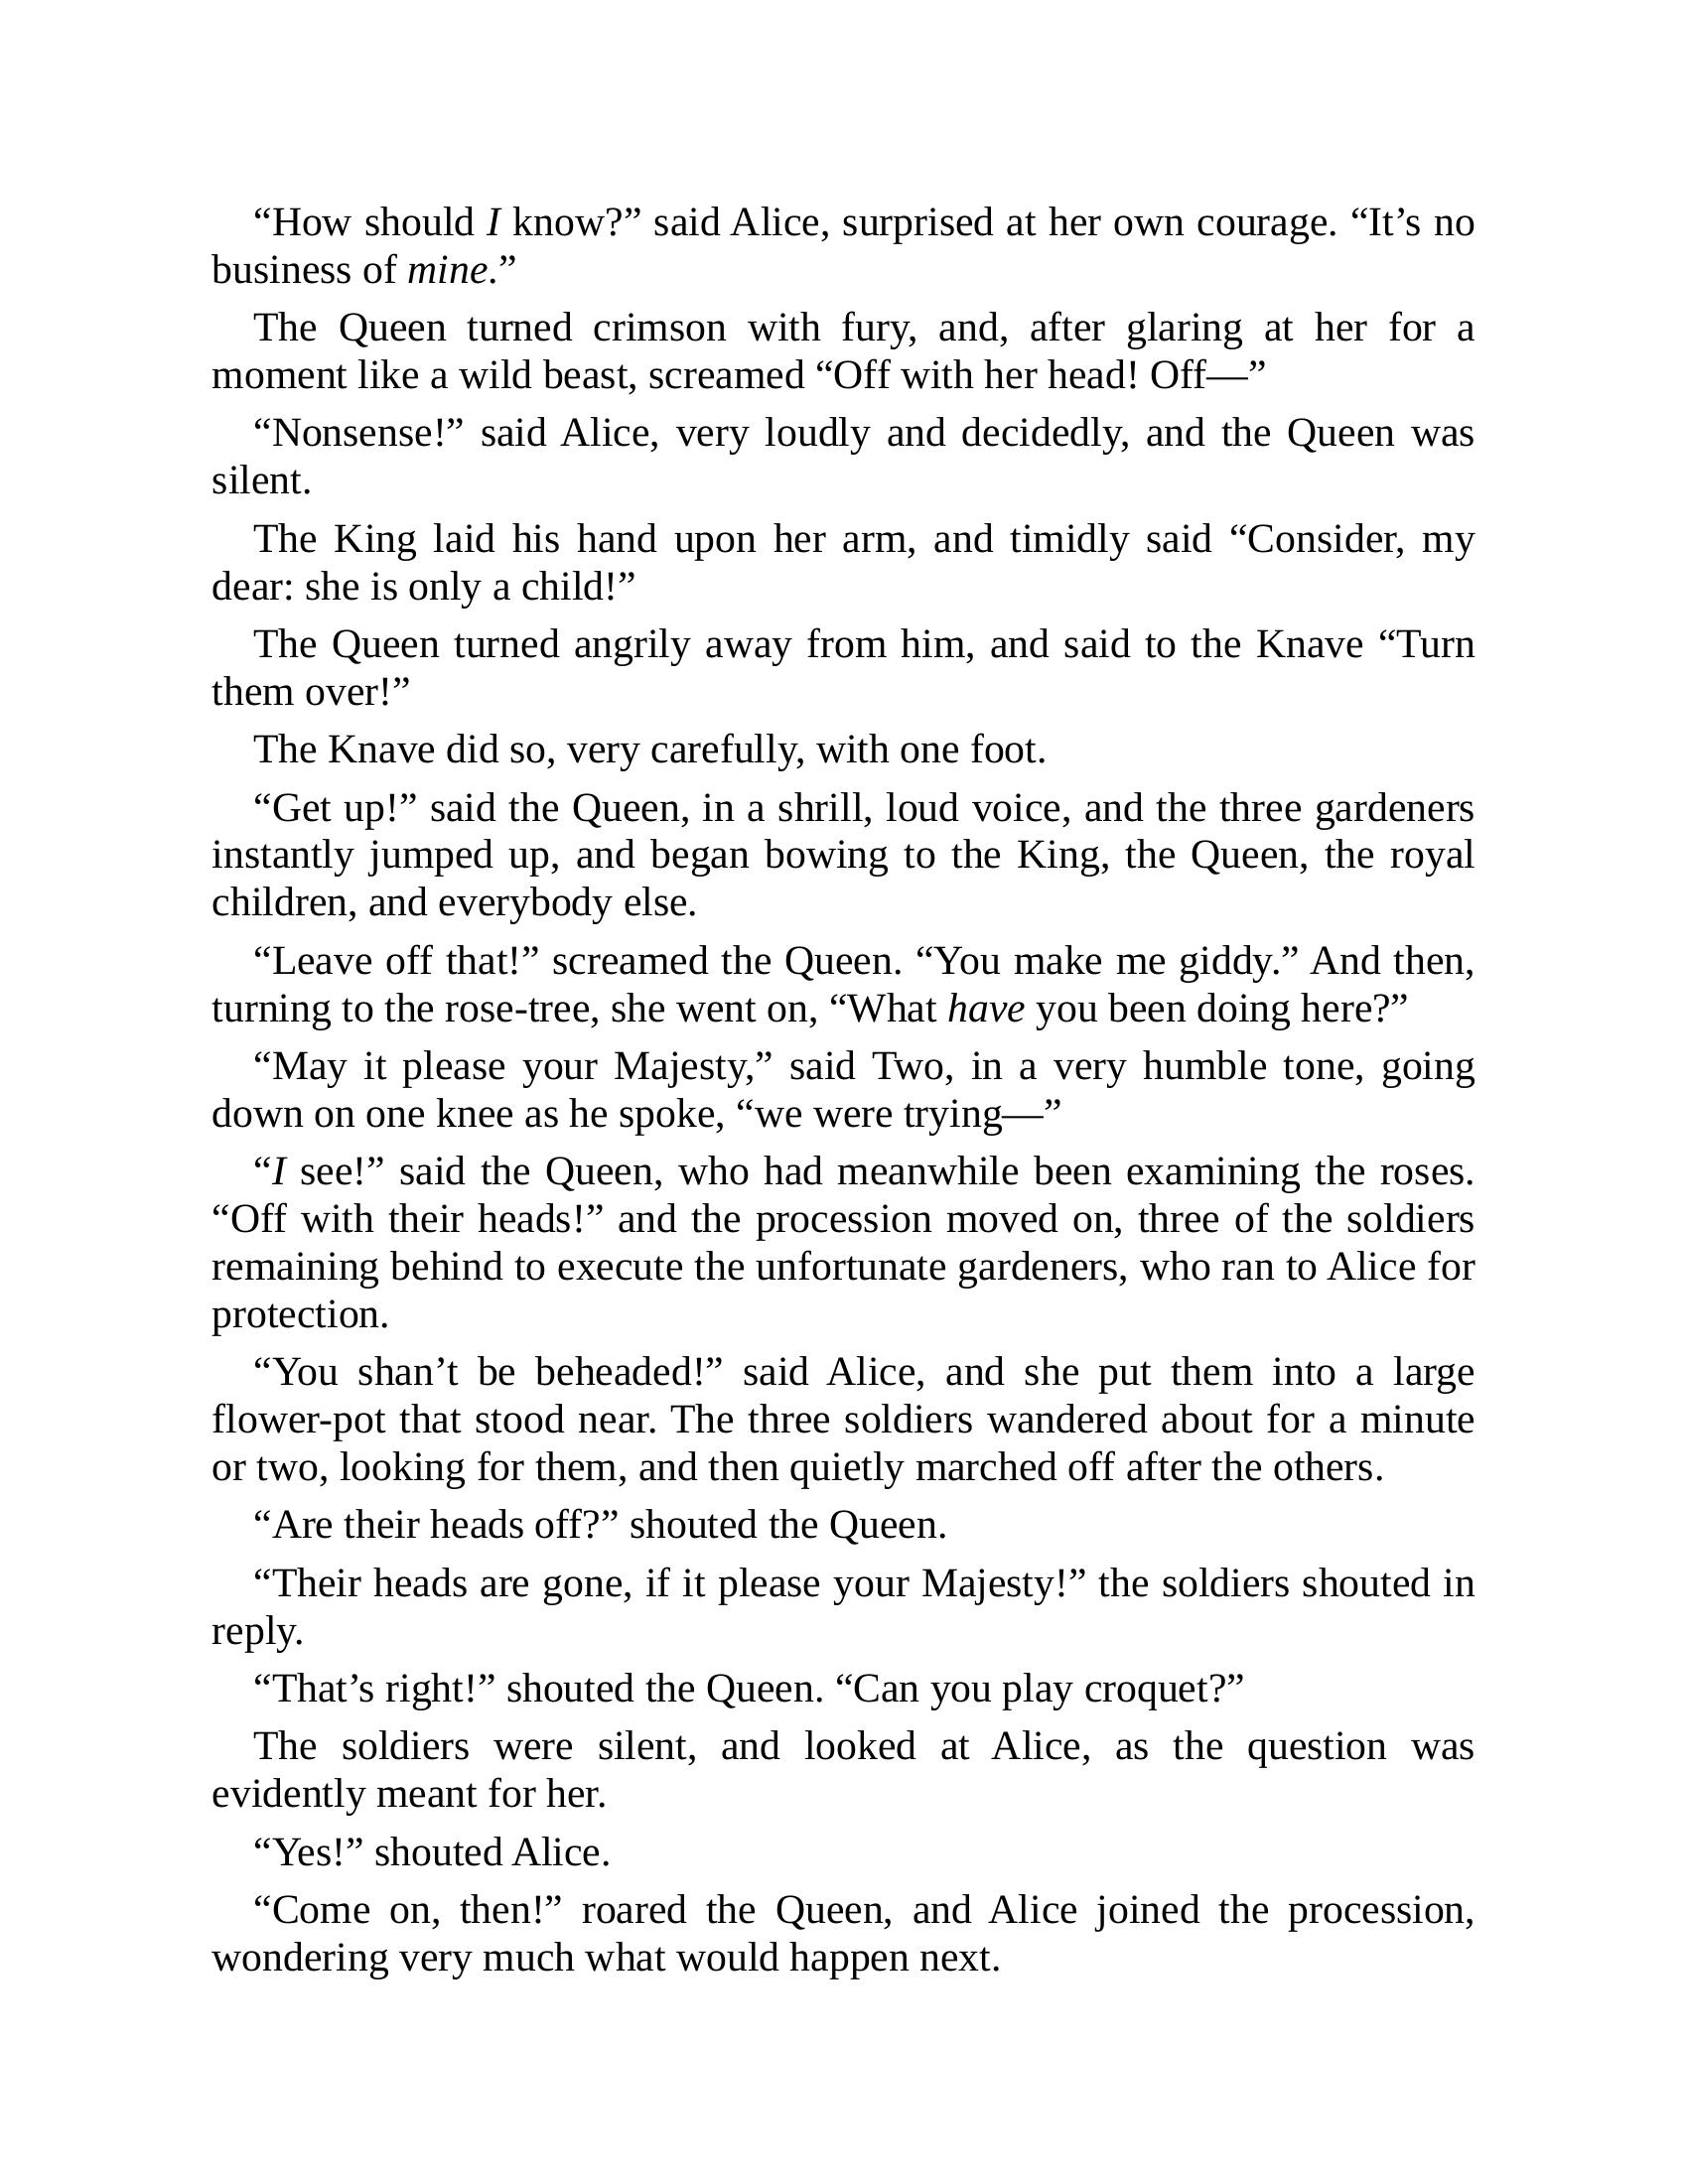 “How should I know?” said Alice, surprised at her own courage. “It’s no
business of mine.”
The Queen turned crimson with fury, and, after glaring at her for a
moment like a wild beast, screamed “Off with her head! Off—”
“Nonsense!” said Alice, very loudly and decidedly, and the Queen was
silent.
The King laid his hand upon her arm, and timidly said “Consider, my
dear: she is only a child!”
The Queen turned angrily away from him, and said to the Knave “Turn
them over!”
The Knave did so, very carefully, with one foot.
“Get up!” said the Queen, in a shrill, loud voice, and the three gardeners
instantly jumped up, and began bowing to the King, the Queen, the royal
children, and everybody else.
“Leave off that!” screamed the Queen. “You make me giddy.” And then,
turning to the rose-tree, she went on, “What have you been doing here?”
“May it please your Majesty,” said Two, in a very humble tone, going
down on one knee as he spoke, “we were trying—”
“I see!” said the Queen, who had meanwhile been examining the roses.
“Off with their heads!” and the procession moved on, three of the soldiers
remaining behind to execute the unfortunate gardeners, who ran to Alice for
protection.
“You shan’t be beheaded!” said Alice, and she put them into a large
flower-pot that stood near. The three soldiers wandered about for a minute
or two, looking for them, and then quietly marched off after the others.
“Are their heads off?” shouted the Queen.
“Their heads are gone, if it please your Majesty!” the soldiers shouted in
reply.
“That’s right!” shouted the Queen. “Can you play croquet?”
The soldiers were silent, and looked at Alice, as the question was
evidently meant for her.
“Yes!” shouted Alice.
“Come on, then!” roared the Queen, and Alice joined the procession,
wondering very much what would happen next.